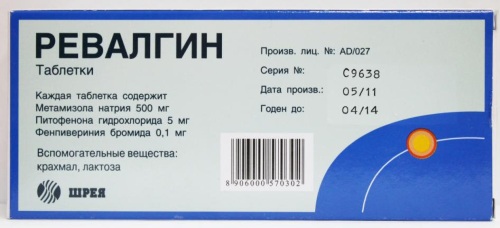 РЕВАЛГИН
Таблетки
Каждая таблетка содержит
Метамизола натрия 500 мг
Питофенона гидрохлорида 5 мг
Фенпивериния бромида 0,1 мг
Вспомогательные вещества:
крахмал, лактоза
ШРЕЯ
Произв. лиц. №: AD/027
Серия №: C9638
Дата произв.: 05/11
Годен до: 04/14
8 906000 570302